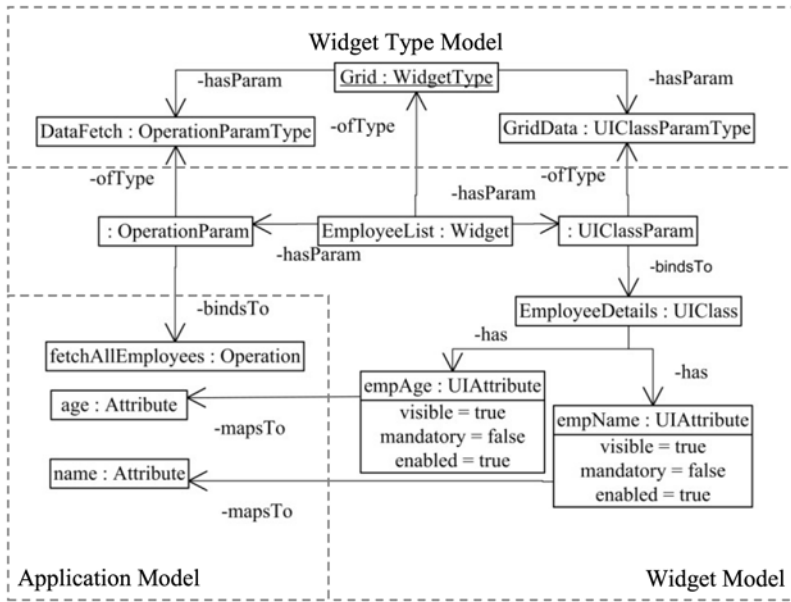 Widget Type Model
Grid : WidgetType
-hasParam
-hasParam
DataFetch : OperationParamType
-ofType
GridData : UIClassParamType
-ofType
-hasParam
-ofType
: OperationParam
EmployeeList : Widget
: UIClassParam
-hasParam
-bindsTo
-bindsTo
EmployeeDetails : UIClass
-has
fetchAllEmployees : Operation
-has
empAge : UIAttribute
visible = true
mandatory = false
enabled = true
age : Attribute
-mapsTo
empName : UIAttribute
visible = true
mandatory = false
enabled = true
name : Attribute
-mapsTo
Application Model
Widget Model